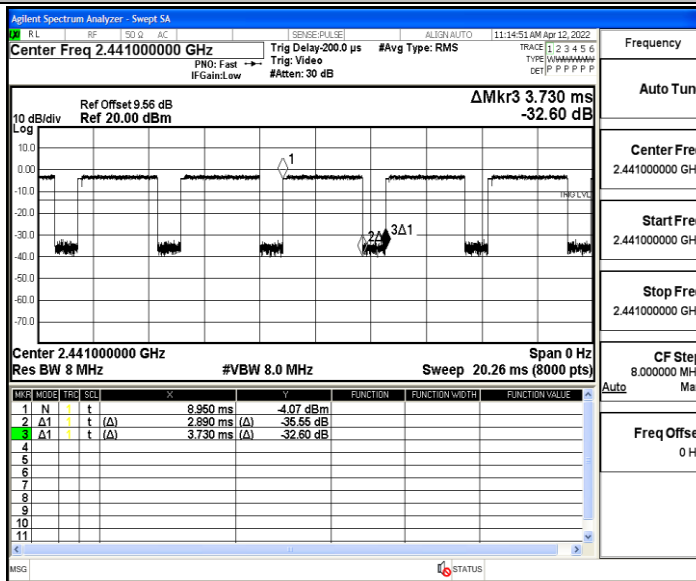 Agilent Spectrum Analyzer - Swept SA
LXI RL RF 50 Ω AC SENSE:PULSE ALIGN AUTO 11:14:51 AM Apr 12, 2022
Center Freq 2.441000000 GHz Trig Delay-200.0 µs #Avg Type: RMS TRACE 1 2 3 4 5 6
PNO: Fast Trig: Video TYPE
IFGain:Low #Atten: 30 dB DET P P P P P P
Ref Offset 9.56 dB ΔMkr3 3.730 ms
10 dB/div Ref 20.00 dBm -32.60 dB
Log
10.0
0.00
-10.0
-20.0
-30.0
-40.0
-50.0
-60.0
-70.0
1
TRIG LVL
2Δ 3Δ1
Center 2.441000000 GHz Span 0 Hz
Res BW 8 MHz #VBW 8.0 MHz Sweep 20.26 ms (8000 pts)
MKR MODE TRC SCL X Y FUNCTION FUNCTION WIDTH FUNCTION VALUE
1 N 1 t 8.950 ms -4.07 dBm
2 Δ1 1 t (Δ) 2.890 ms (Δ) -35.55 dB
3 Δ1 1 t (Δ) 3.730 ms (Δ) -32.60 dB
4
5
6
7
8
9
10
11
MSG STATUS
Frequency
Auto Tun
Center Fre
2.441000000 GH
Start Fre
2.441000000 GH
Stop Fre
2.441000000 GH
CF Step
8.000000 MH
Auto Ma
Freq Offse
0 H